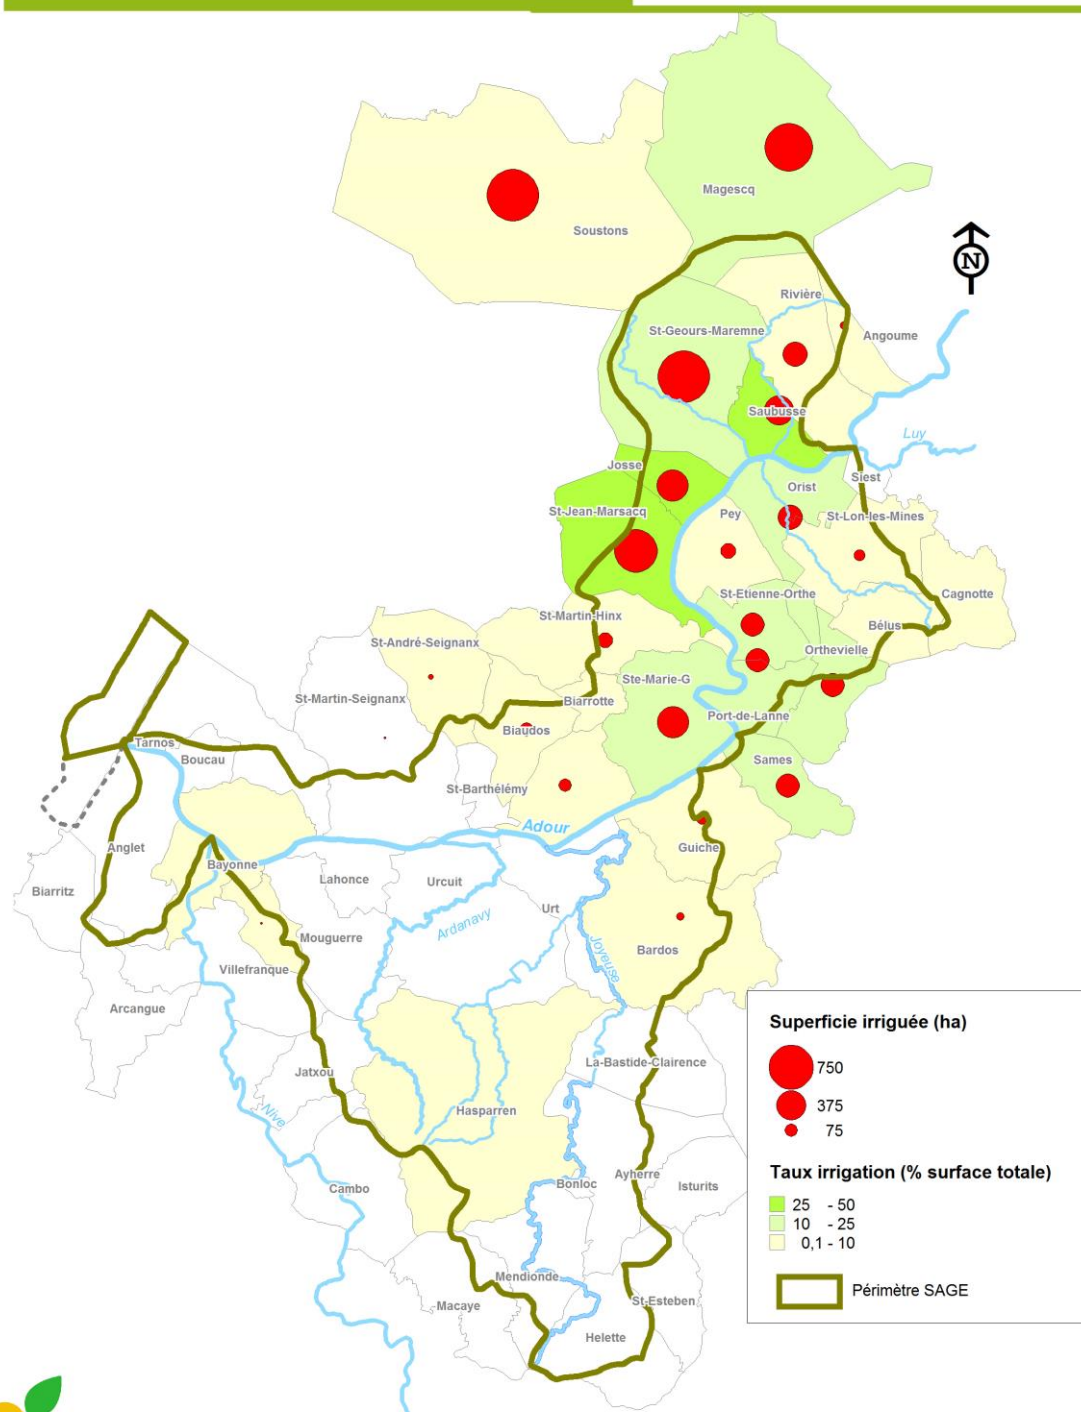 Magescq
Soustons
N
Rivière
St-Geours-Maremne
Angoume
Saubusse
Luy
Josse
Siest
Orist
St-Jean-Marsacq
Pey
St-Lon-les-Mines
St-Etienne-Orthe
Cagnotte
St-Martin-Hinx
Bélus
St-André-Seignanx
Orthevielle
Ste-Marie-G
St-Martin-Seignanx
Biarrotte
Port-de-Lanne
Biaudos
Tarnos
Boucau
Sames
St-Barthélémy
Adour
Anglet
Guiche
Bayonne
Biarritz
Lahonce
Urcuit
Urt
Ardanavy
Mouguerre
Joyeuse
Bardos
Villefranque
Arcangue
La-Bastide-Clairence
Jatxou
Nive
Hasparren
Ayherre
Bonloc
Isturits
Cambo
Mendionde
St-Esteben
Macaye
Helette
Superficie irriguée (ha)
750
375
75
Taux irrigation (% surface totale)
25 - 50
10 - 25
0,1 - 10
Périmètre SAGE